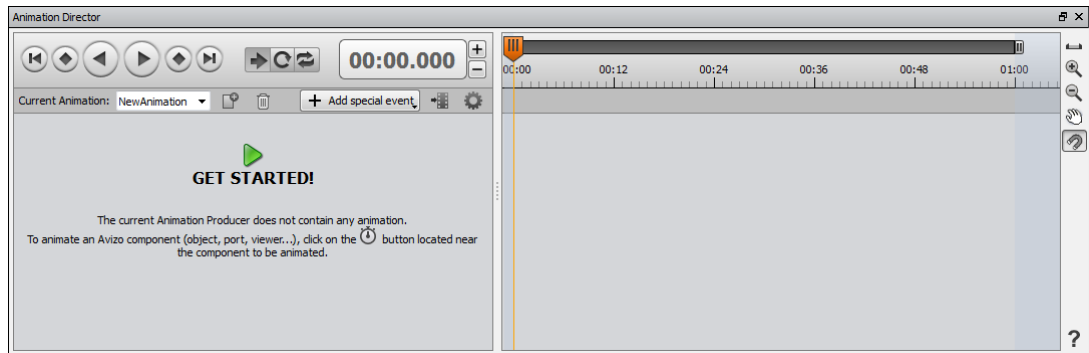 Animation Director
00:00.000
00:00 00:12 00:24 00:36 00:48 01:00
Current Animation: NewAnimation Add special event
GET STARTED!
The current Animation Producer does not contain any animation.
To animate an Avizo component (object, port, viewer...), click on the button located near
the component to be animated.
?